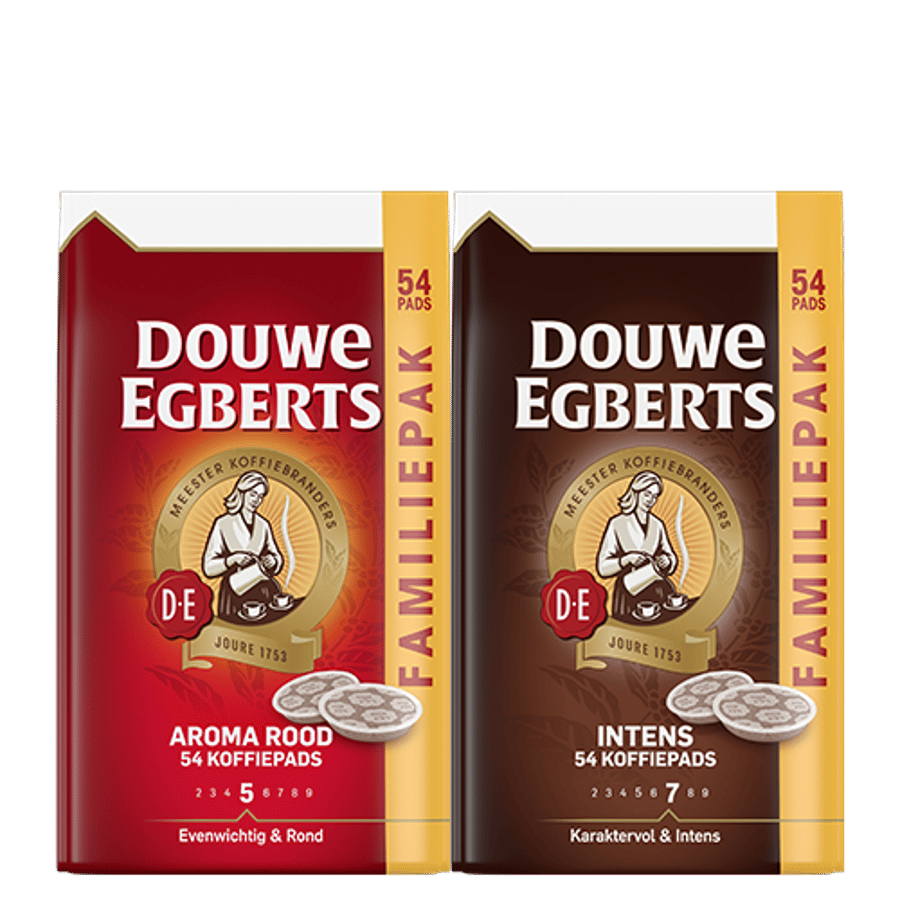 54
PADS
FAMILIEPAK
DOUWE
EGBERTS
MEESTER KOFFIEBRANDERS
D·E
JOURE 1753
AROMA ROOD
54 KOFFIEPADS
2 3 4 5 6 7 8 9
Evenwichtig & Rond
54
PADS
FAMILIEPAK
DOUWE
EGBERTS
MEESTER KOFFIEBRANDERS
D·E
JOURE 1753
INTENS
54 KOFFIEPADS
2 3 4 5 6 7 8 9
Karaktervol & Intens